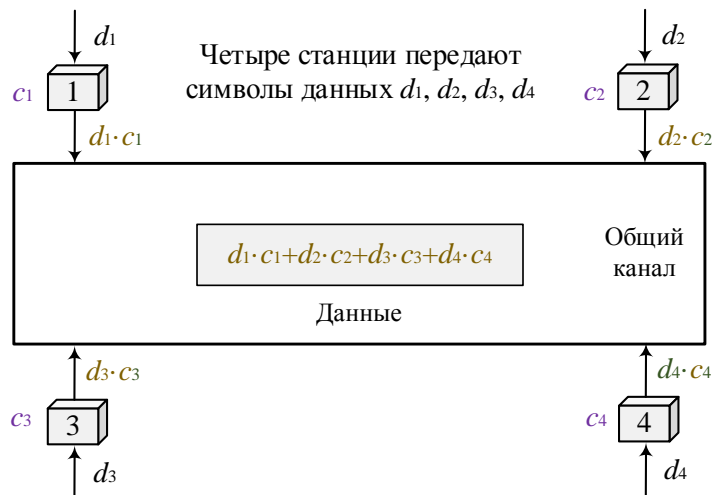 d1
Четыре станции передают
d2
c1
1
символы данных d1, d2, d3, d4
c2
2
d1·c1
d2·c2
d1·c1+d2·c2+d3·c3+d4·c4
Общий
канал
Данные
d3·c3
d4·c4
c3
3
c4
4
d3
d4